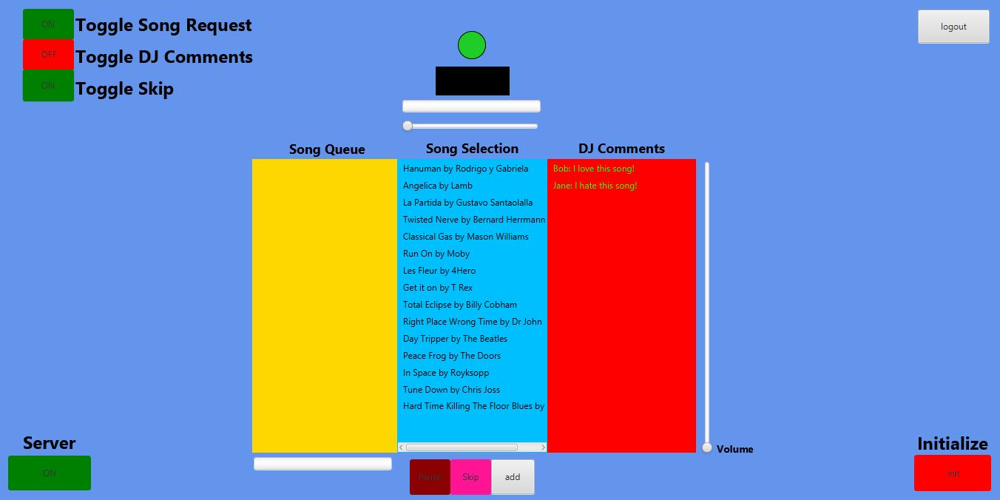 ON Toggle Song Request
OFF Toggle DJ Comments
ON Toggle Skip
logout
Song Queue
Song Selection
Hanuman by Rodrigo y Gabriela
Angelica by Lamb
La Partida by Gustavo Santaolalla
Twisted Nerve by Bernard Herrmann
Classical Gas by Mason Williams
Run On by Moby
Les Fleur by 4Hero
Get it on by T Rex
Total Eclipse by Billy Cobham
Right Place Wrong Time by Dr John
Day Tripper by The Beatles
Peace Frog by The Doors
In Space by Royksopp
Tune Down by Chris Joss
Hard Time Killing The Floor Blues by
DJ Comments
Bob: I love this song!
Jane: I hate this song!
Volume
Server
ON
Pause
Skip
add
Initialize
init